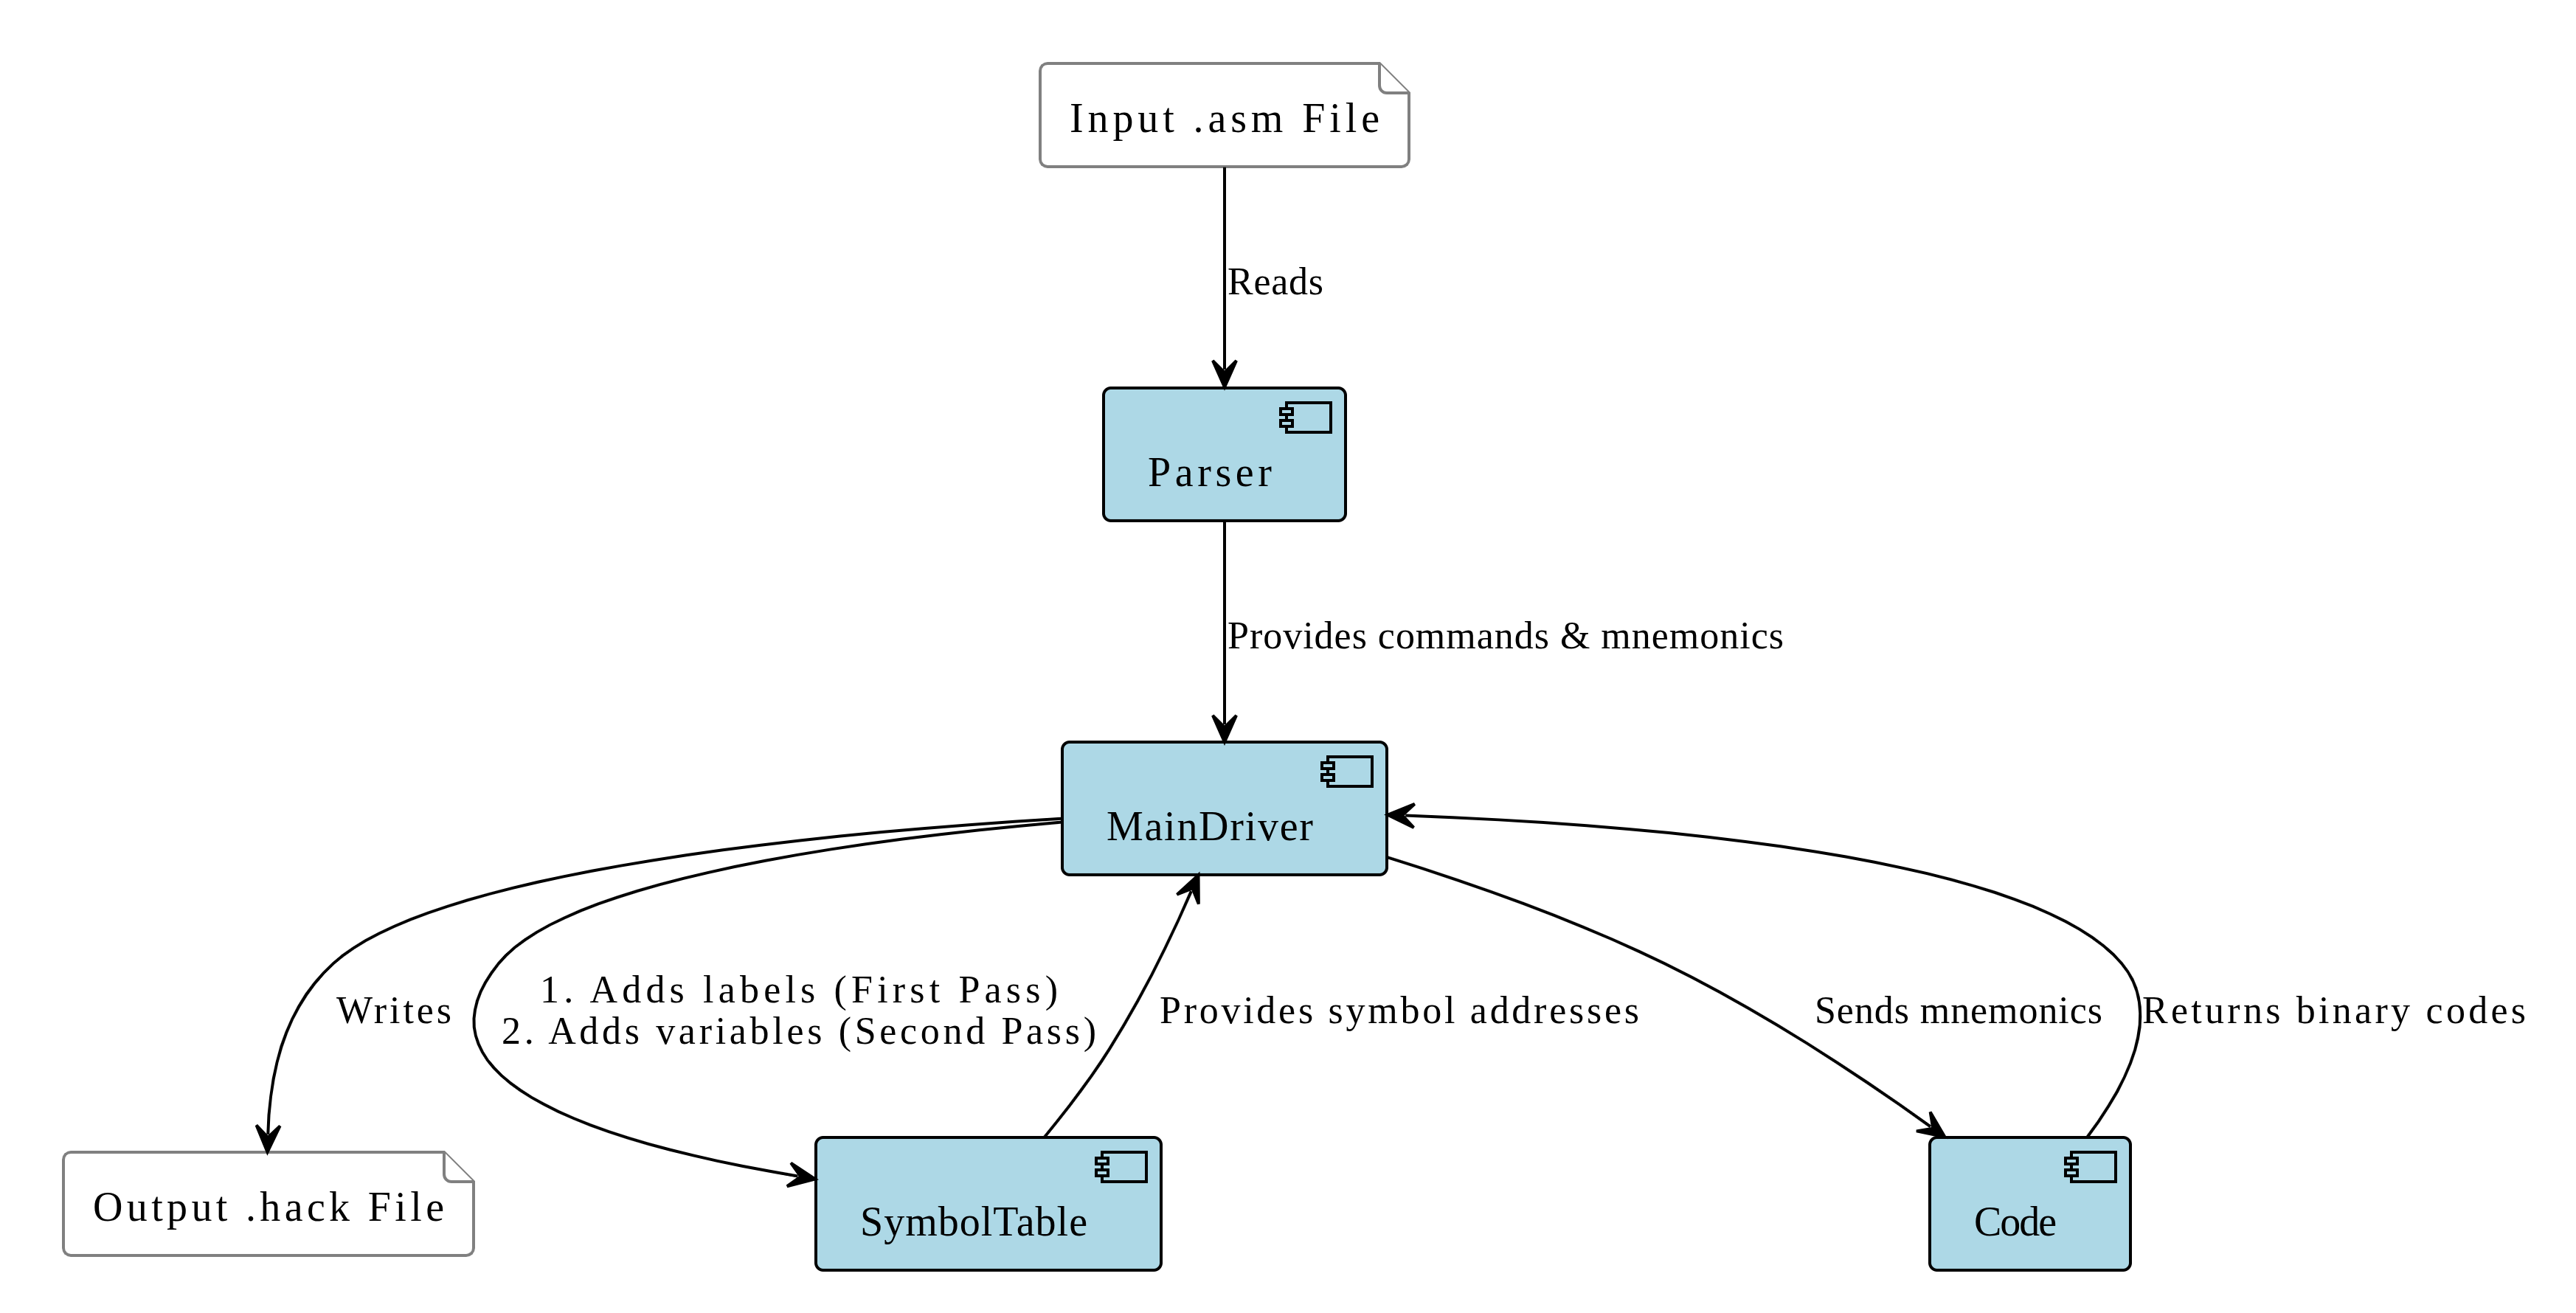 Input .asm File
Reads
Parser
Provides commands & mnemonics
MainDriver
Writes
1. Adds labels (First Pass)
2. Adds variables (Second Pass)
Provides symbol addresses
Sends mnemonics
Returns binary codes
Output .hack File
SymbolTable
Code